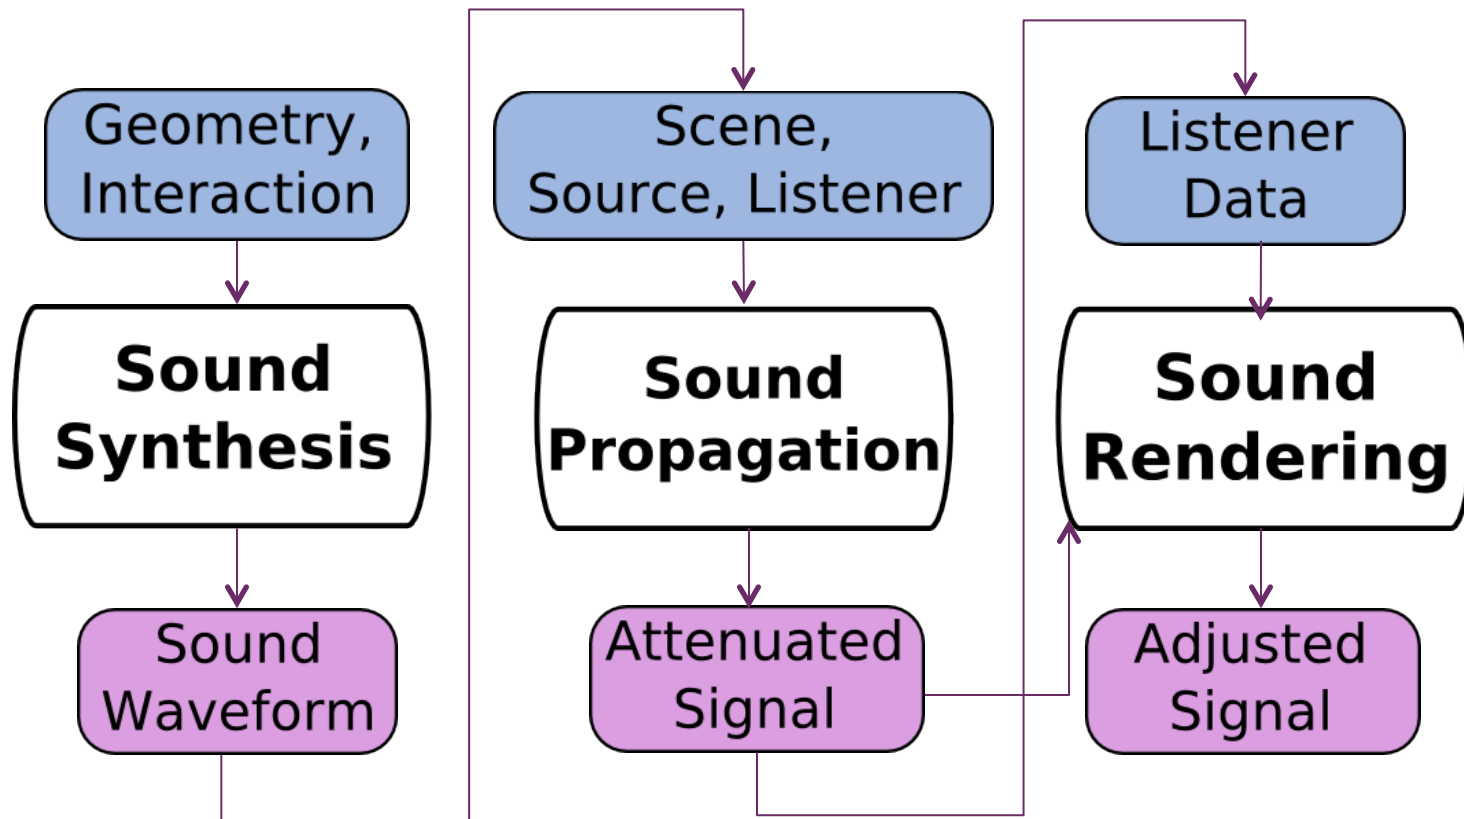 Geometry,
Interaction
Sound
Synthesis
Sound
Waveform
Scene,
Source, Listener
Sound
Propagation
Attenuated
Signal
Listener
Data
Sound
Rendering
Adjusted
Signal